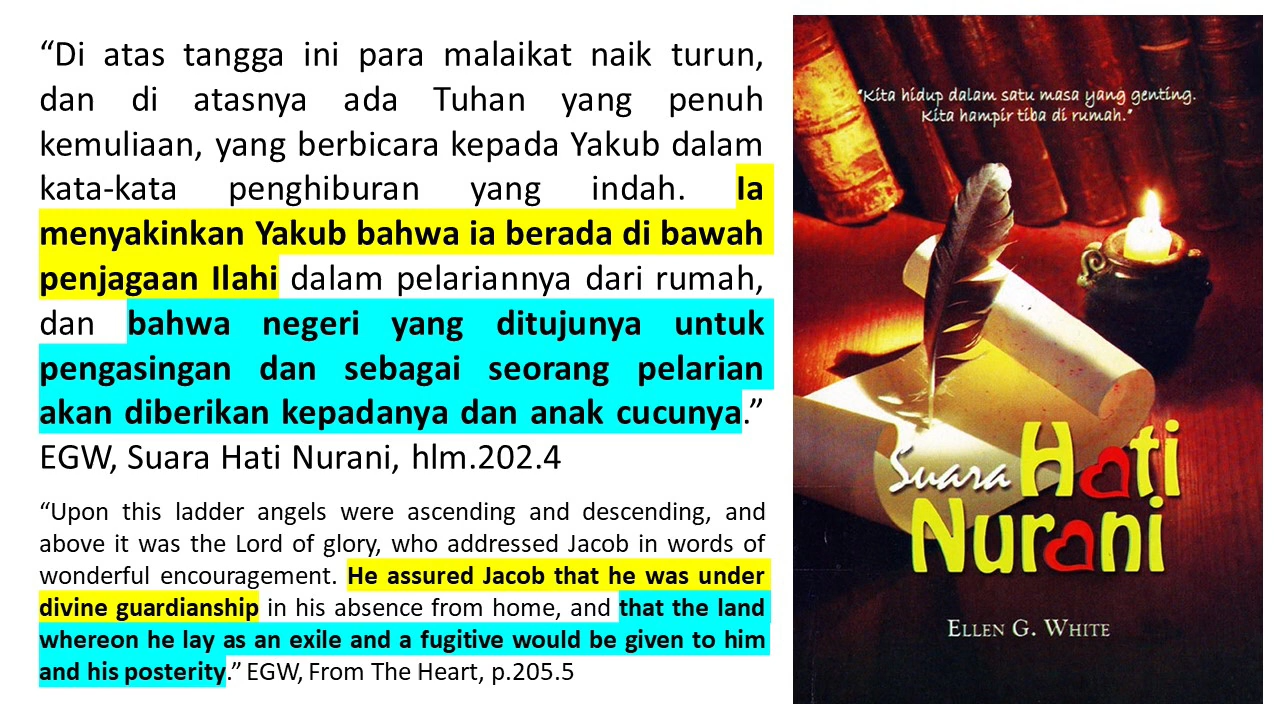 “Di atas tangga ini para malaikat naik turun,
dan di atasnya ada Tuhan yang penuh
kemuliaan, yang berbicara kepada Yakub dalam
kata-kata penghiburan yang indah. Ia
menyakinkan Yakub bahwa ia berada di bawah
penjagaan Ilahi dalam pelariannya dari rumah,
dan bahwa negeri yang ditujunya untuk
pengasingan dan sebagai seorang pelarian
akan diberikan kepadanya dan anak cucunya.”
EGW, Suara Hati Nurani, hlm.202.4
“Upon this ladder angels were ascending and descending, and
above it was the Lord of glory, who addressed Jacob in words of
wonderful encouragement. He assured Jacob that he was under
divine guardianship in his absence from home, and that the land
whereon he lay as an exile and a fugitive would be given to him
and his posterity.” EGW, From The Heart, p.205.5
“Kita hidup dalam satu masa yang genting.
Kita hampir tiba di rumah.”
Suara Hati
Nurani
ELLEN G. WHITE